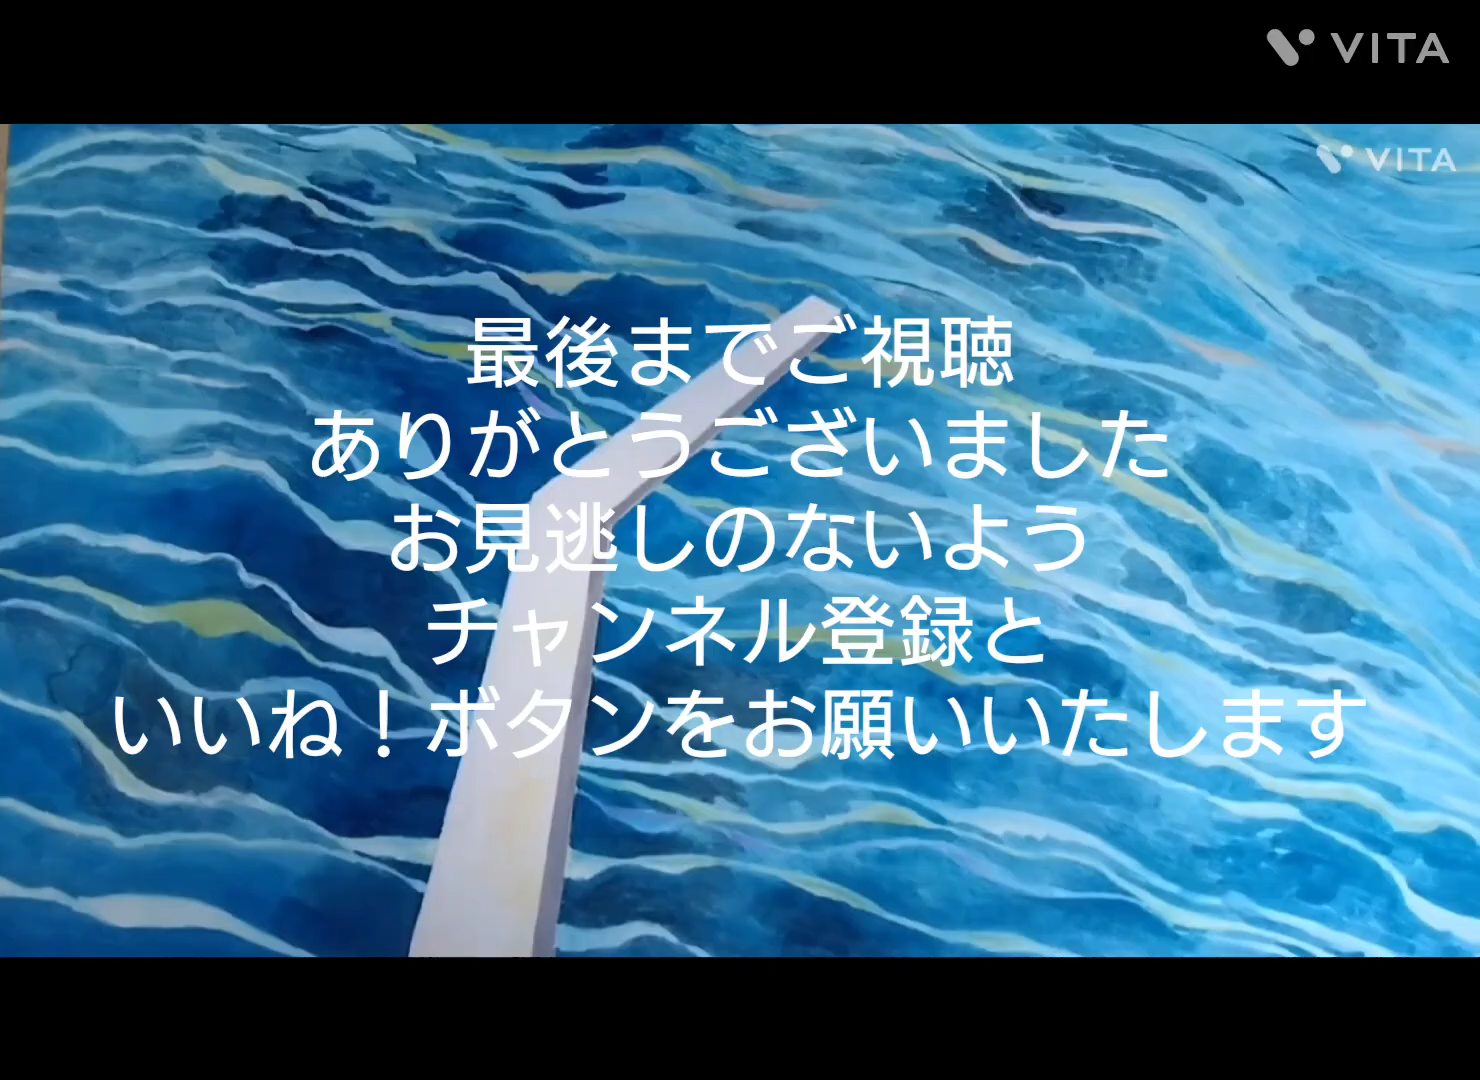 VITA
VITA
最後までご視聴
ありがとうございました
お見逃しのないよう
チャンネル登録と
いいね！ボタンをお願いいたします